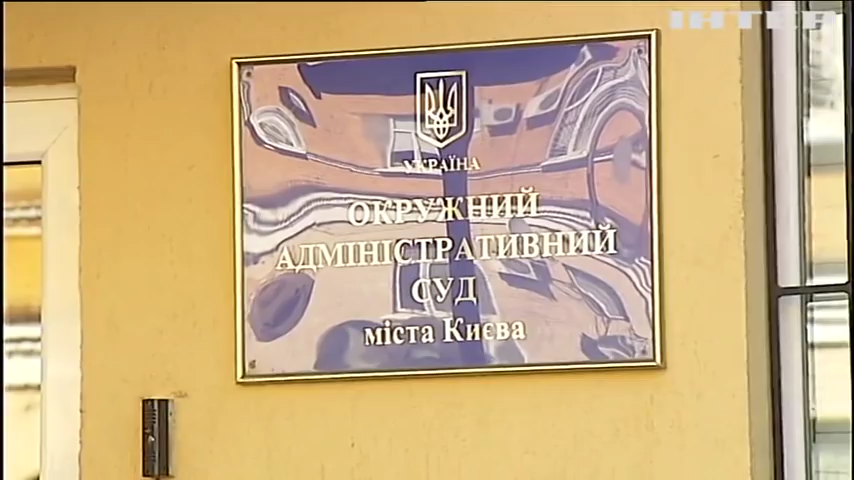 ІНТЕР
УКРАЇНА
ОКРУЖНИЙ
АДМІНІСТРАТИВНИЙ
СУД
міста Києва